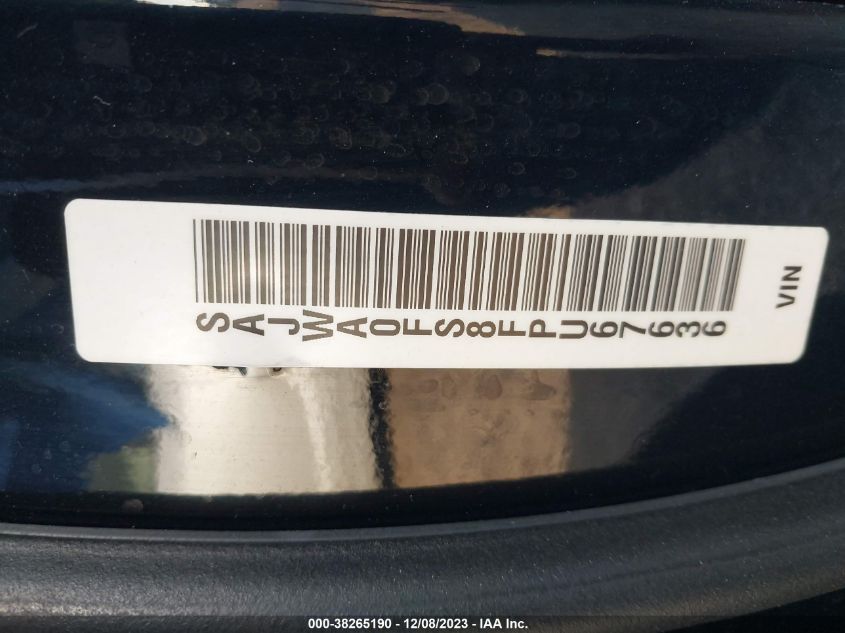 SAJWA0FS8FPU67636
VIN
000-38265190 - 12/08/2023 - IAA Inc.